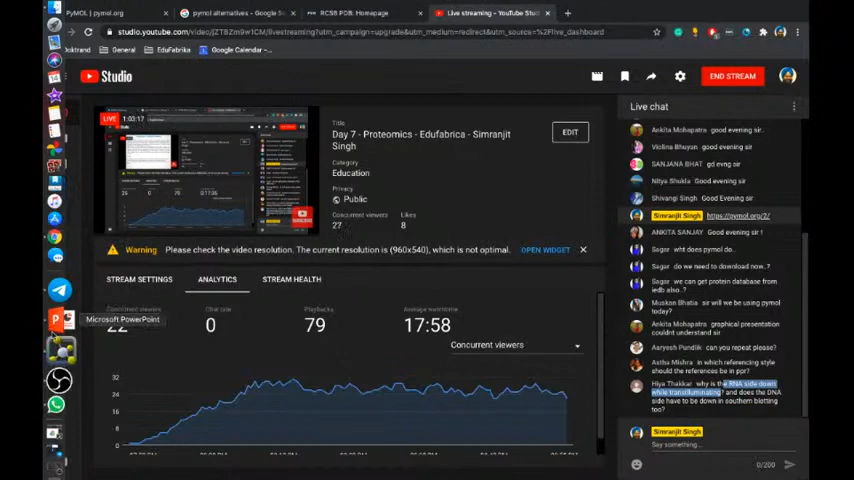 PyMOL | pymol.org
pymol alternatives - Google S
RCSB PDB: Homepage
Live streaming - YouTube Stu
studio.youtube.com/video/jZTBZm9w1CM/livestreaming?utm_campaign=upgrade&utm_medium=redirect&utm_source=%2Flive_dashboard
Doktrand
General
EduFabrika
Google Calendar -...
Studio
END STREAM
LIVE
1:03:17
Title
Day 7 - Proteomics - Edufabrica - Simranjit
Singh
EDIT
Category
Education
Privacy
Public
Concurrent viewers
Likes
27
8
Warning
Please check the video resolution. The current resolution is (960x540), which is not optimal.
OPEN WIDGET
STREAM SETTINGS
ANALYTICS
STREAM HEALTH
Concurrent viewers
Chat rate
Playbacks
Average watchtime
22
0
79
17:58
Microsoft PowerPoint
Concurrent viewers
32
24
16
8
0
Live chat
Ankita Mohapatra good evening sir..
Violina Bhuyan good evening sir
SANJANA BHAT gd evng sir
Nitya Shukla Good evening sir
Shivangi Singh Good Evening sir
Simranjit Singh https://pymol.org/2/
ANKITA SANJAY Good evening sir !
Sagar wht does pymol do..
Sagar do we need to download now..?
Sagar we can get protein database from
iedb also..?
Muskan Bhatia sir will we be using pymol
today?
Ankita Mohapatra graphical presentation
couldnt understand sir
Aaryesh Pundlik can you repeat please?
Astha Mishra in which referencing style
should the references be in ppr?
Hiya Thakkar why is the RNA side down
while transilluminating? and does the DNA
side have to be down in southern blotting
too?
Simranjit Singh
Say something...
0/200